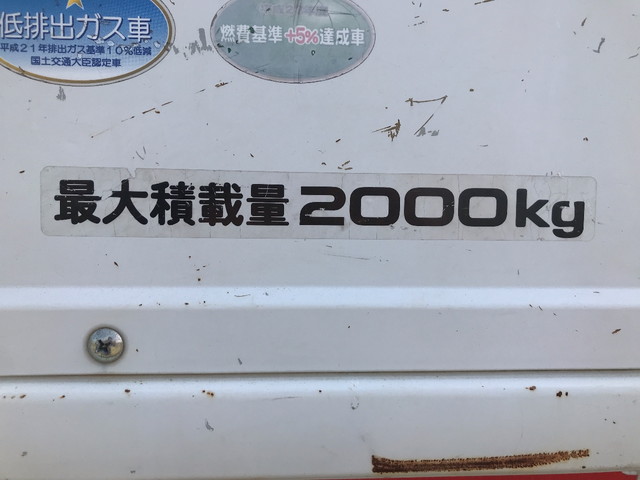 低排出ガス車
平成21年排出ガス基準10%低減
国土交通大臣認定車
燃費基準+5%達成車
最大積載量2000kg